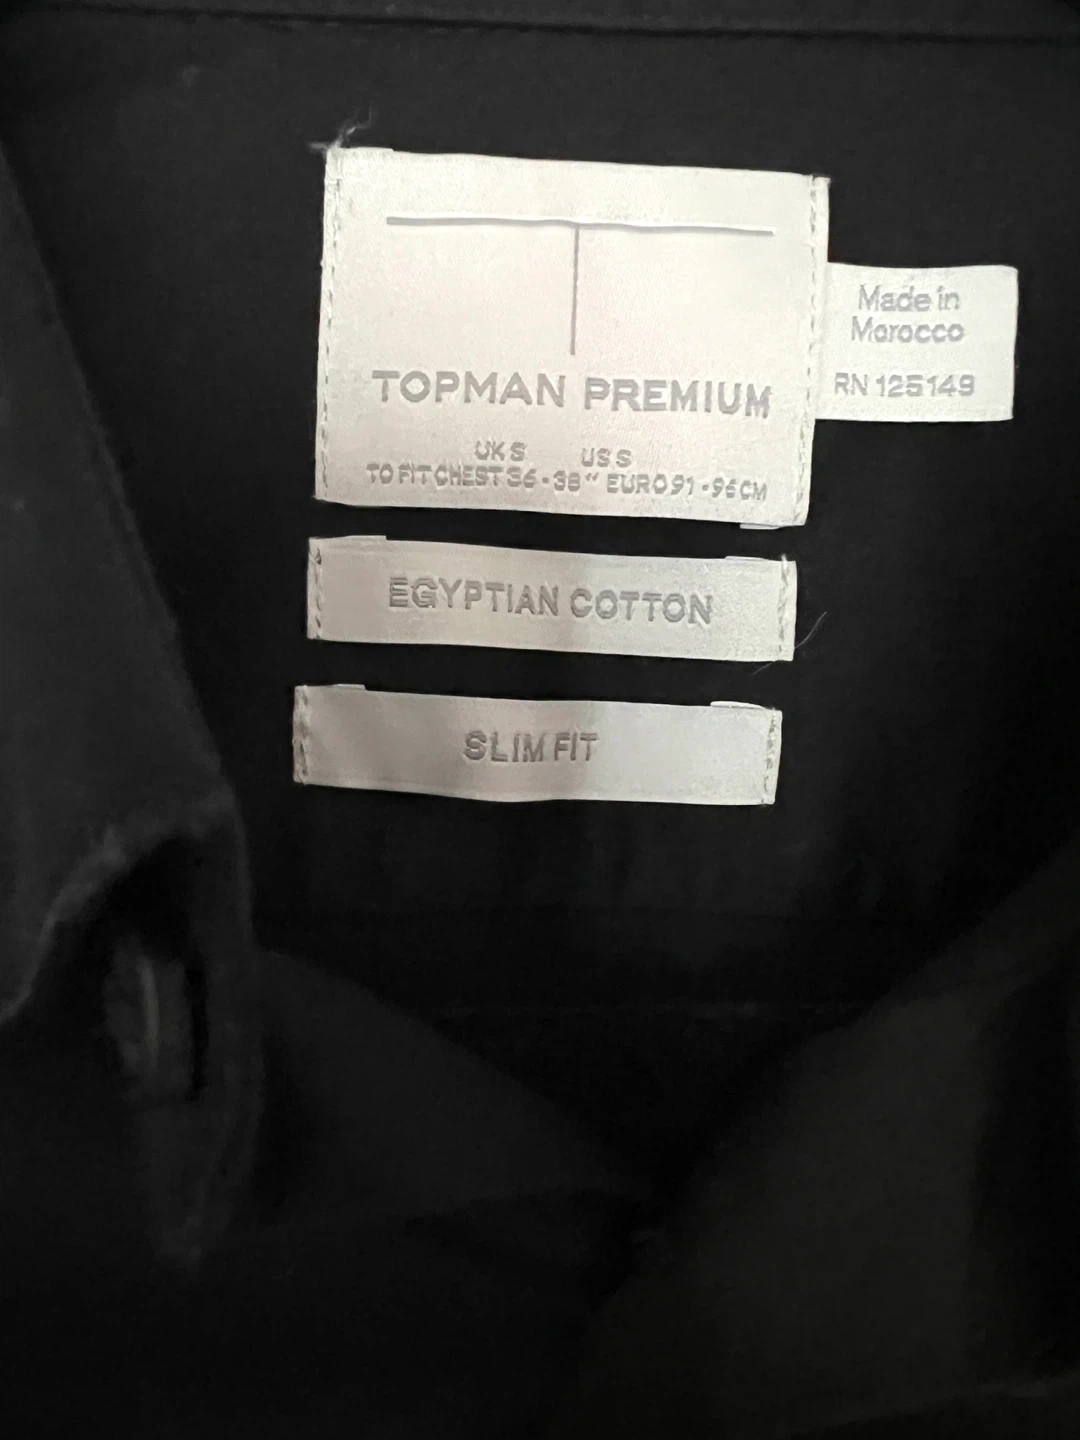 TOPMAN PREMIUM
UK S US S
TO FIT CHEST 36-38" EURO 91-96 CM
Made in
Morocco
RN 125149
EGYPTIAN COTTON
SLIM FIT